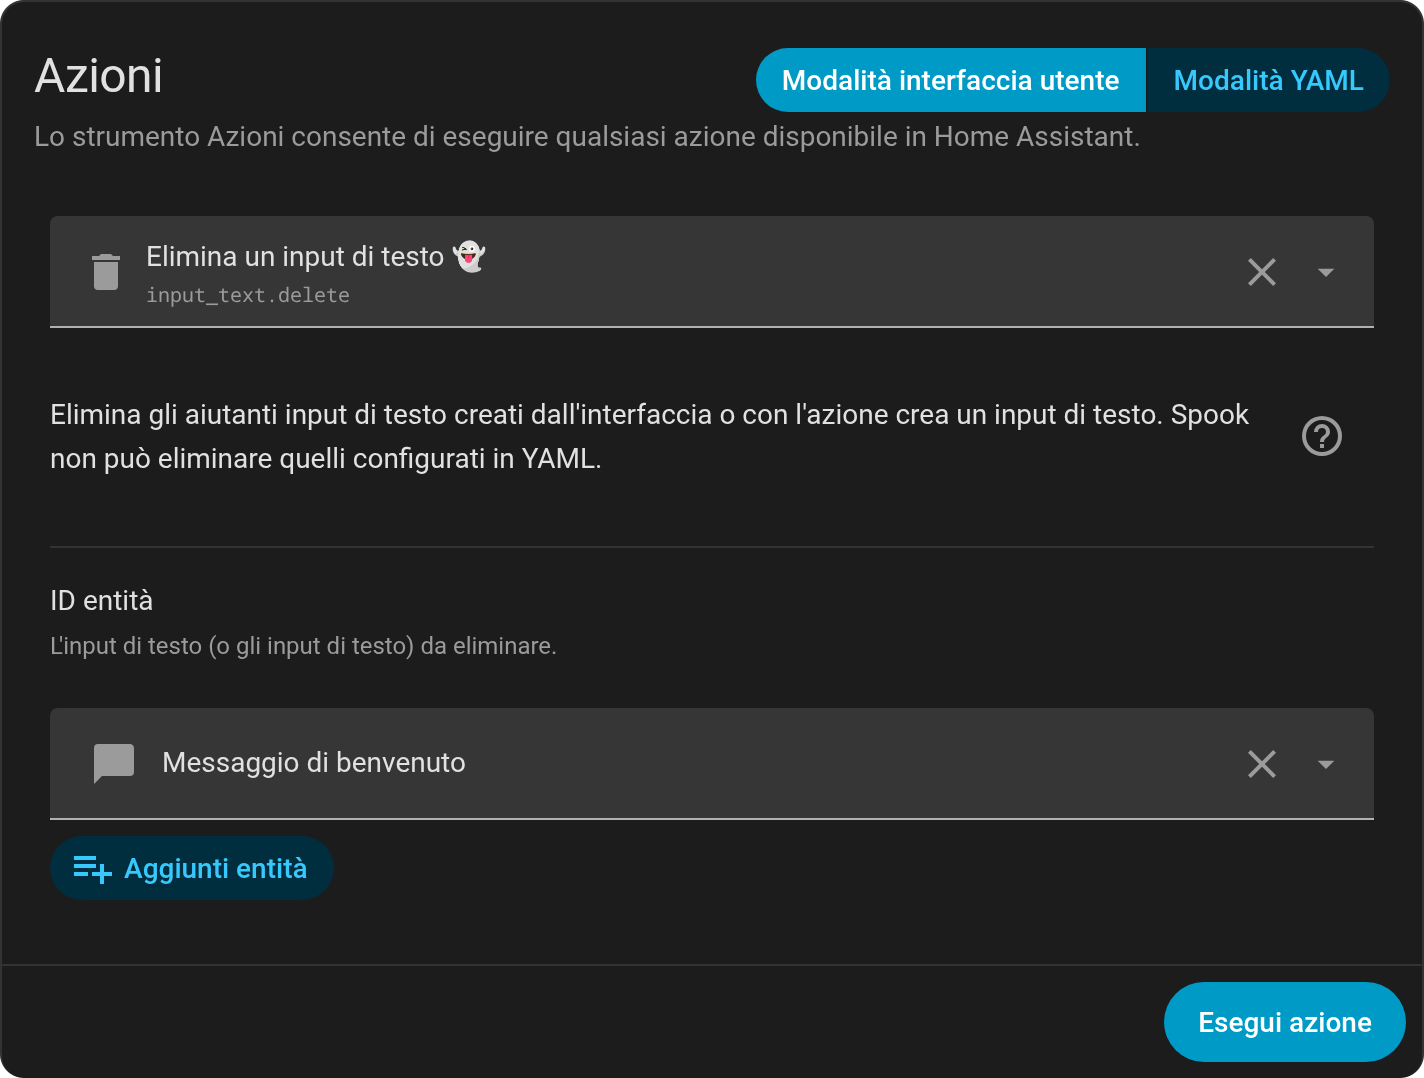 Azioni
Modalità interfaccia utente
Modalità YAML
Lo strumento Azioni consente di eseguire qualsiasi azione disponibile in Home Assistant.
Elimina un input di testo 👻
input_text.delete
Elimina gli aiutanti input di testo creati dall'interfaccia o con l'azione crea un input di testo. Spook
non può eliminare quelli configurati in YAML.
ID entità
L'input di testo (o gli input di testo) da eliminare.
Messaggio di benvenuto
Aggiunti entità
Esegui azione